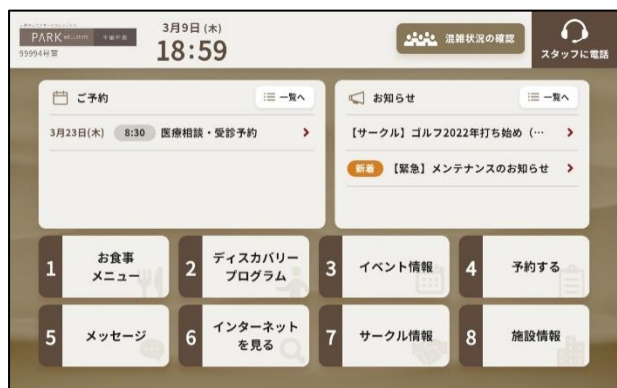 PARK WELLSTATE 千里中央
99994号室
3月9日 (木)
18:59
混雑状況の確認
スタッフに電話
ご予約
一覧へ
3月23日(木) 8:30 医療相談・受診予約
お知らせ
一覧へ
【サークル】ゴルフ2022年打ち始め (…
新着 【緊急】メンテナンスのお知らせ
1 お食事
メニュー
2 ディスカバリー
プログラム
3 イベント情報
4 予約する
5 メッセージ
6 インターネット
を見る
7 サークル情報
8 施設情報